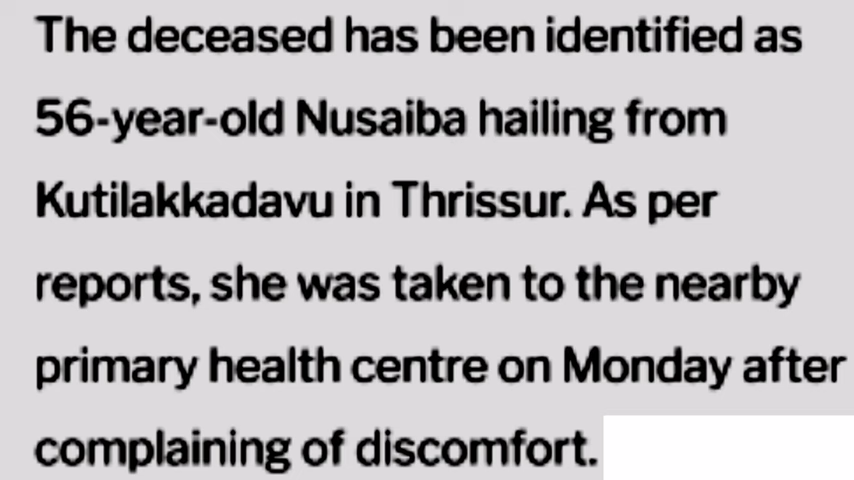 The deceased has been identified as
56-year-old Nusaiba hailing from
Kutilakkadavu in Thrissur. As per
reports, she was taken to the nearby
primary health centre on Monday after
complaining of discomfort.